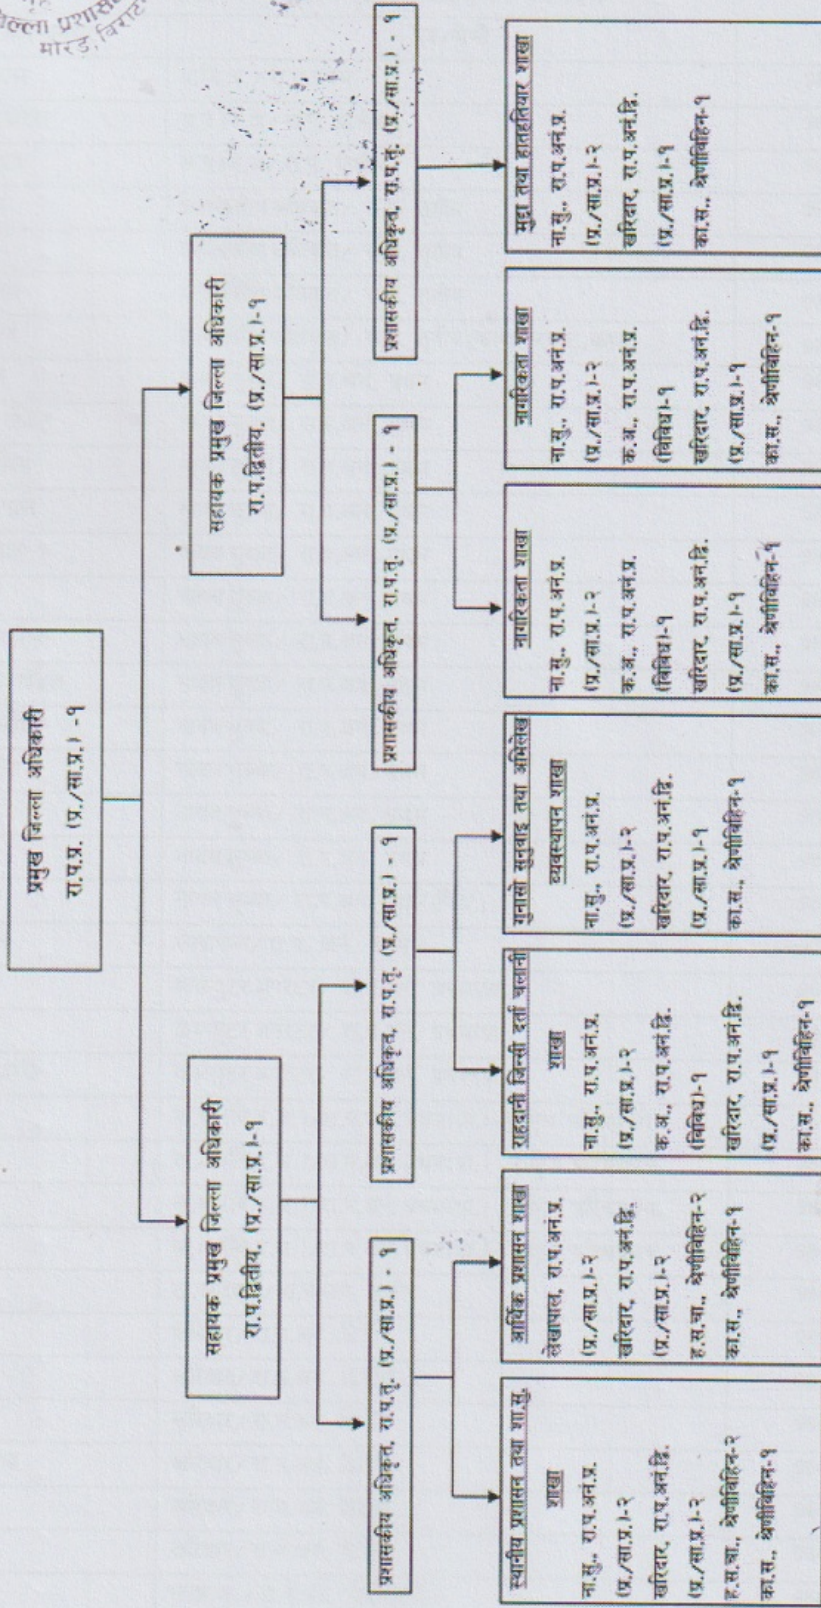 जिल्ला प्रशासन
मोरङ, विराट
प्रमुख जिल्ला अधिकारी
रा.प.प्र. (प्र./सा.प्र.) -१
सहायक प्रमुख जिल्ला अधिकारी
रा.प.द्वितीय. (प्र./सा.प्र.)-१
सहायक प्रमुख जिल्ला अधिकारी
रा.प.द्वितीय. (प्र./सा.प्र.)-१
प्रशासकीय अधिकृत, रा.प.तृ. (प्र./सा.प्र.) - १
प्रशासकीय अधिकृत, रा.प.तृ. (प्र./सा.प्र.) - १
प्रशासकीय अधिकृत, रा.प.तृ. (प्र./सा.प्र.) - १
प्रशासकीय अधिकृत, रा.प.तृ. (प्र./सा.प्र.) - १
स्थानीय प्रशासन तथा शा.सु.
शाखा
ना.सु., रा.प.अनं.प्र.
(प्र./सा.प्र.)-२
खरिदार, रा.प.अनं.द्वि.
(प्र./सा.प्र.)-२
ह.स.चा., श्रेणीविहिन-२
का.स., श्रेणीविहिन-१
आर्थिक प्रशासन शाखा
लेखापाल, रा.प.अनं.प्र.
(प्र./सा.प्र.)-२
खरिदार, रा.प.अनं.द्वि.
(प्र./सा.प्र.)-२
ह.स.चा., श्रेणीविहिन-२
का.स., श्रेणीविहिन-१
राहदानी जिन्सी दर्ता चलानी
शाखा
ना.सु., रा.प.अनं.प्र.
(प्र./सा.प्र.)-२
क.अ., रा.प.अनं.द्वि.
(विविध)-१
खरिदार, रा.प.अनं.द्वि.
(प्र./सा.प्र.)-१
का.स., श्रेणीविहिन-१
गुनासो सुनुवाइ तथा अभिलेख
व्यवस्थापन शाखा
ना.सु., रा.प.अनं.प्र.
(प्र./सा.प्र.)-२
खरिदार, रा.प.अनं.द्वि.
(प्र./सा.प्र.)-१
का.स., श्रेणीविहिन-१
नागरिकता शाखा
ना.सु., रा.प.अनं.प्र.
(प्र./सा.प्र.)-२
क.अ., रा.प.अनं.प्र.
(विविध)-१
खरिदार, रा.प.अनं.द्वि.
(प्र./सा.प्र.)-१
का.स., श्रेणीविहिन-१
नागरिकता शाखा
ना.सु., रा.प.अनं.प्र.
(प्र./सा.प्र.)-२
क.अ., रा.प.अनं.प्र.
(विविध)-१
खरिदार, रा.प.अनं.द्वि.
(प्र./सा.प्र.)-१
का.स., श्रेणीविहिन-१
मुद्दा तथा हातहतियार शाखा
ना.सु., रा.प.अनं.प्र.
(प्र./सा.प्र.)-२
खरिदार, रा.प.अनं.द्वि.
(प्र./सा.प्र.)-१
का.स., श्रेणीविहिन-१